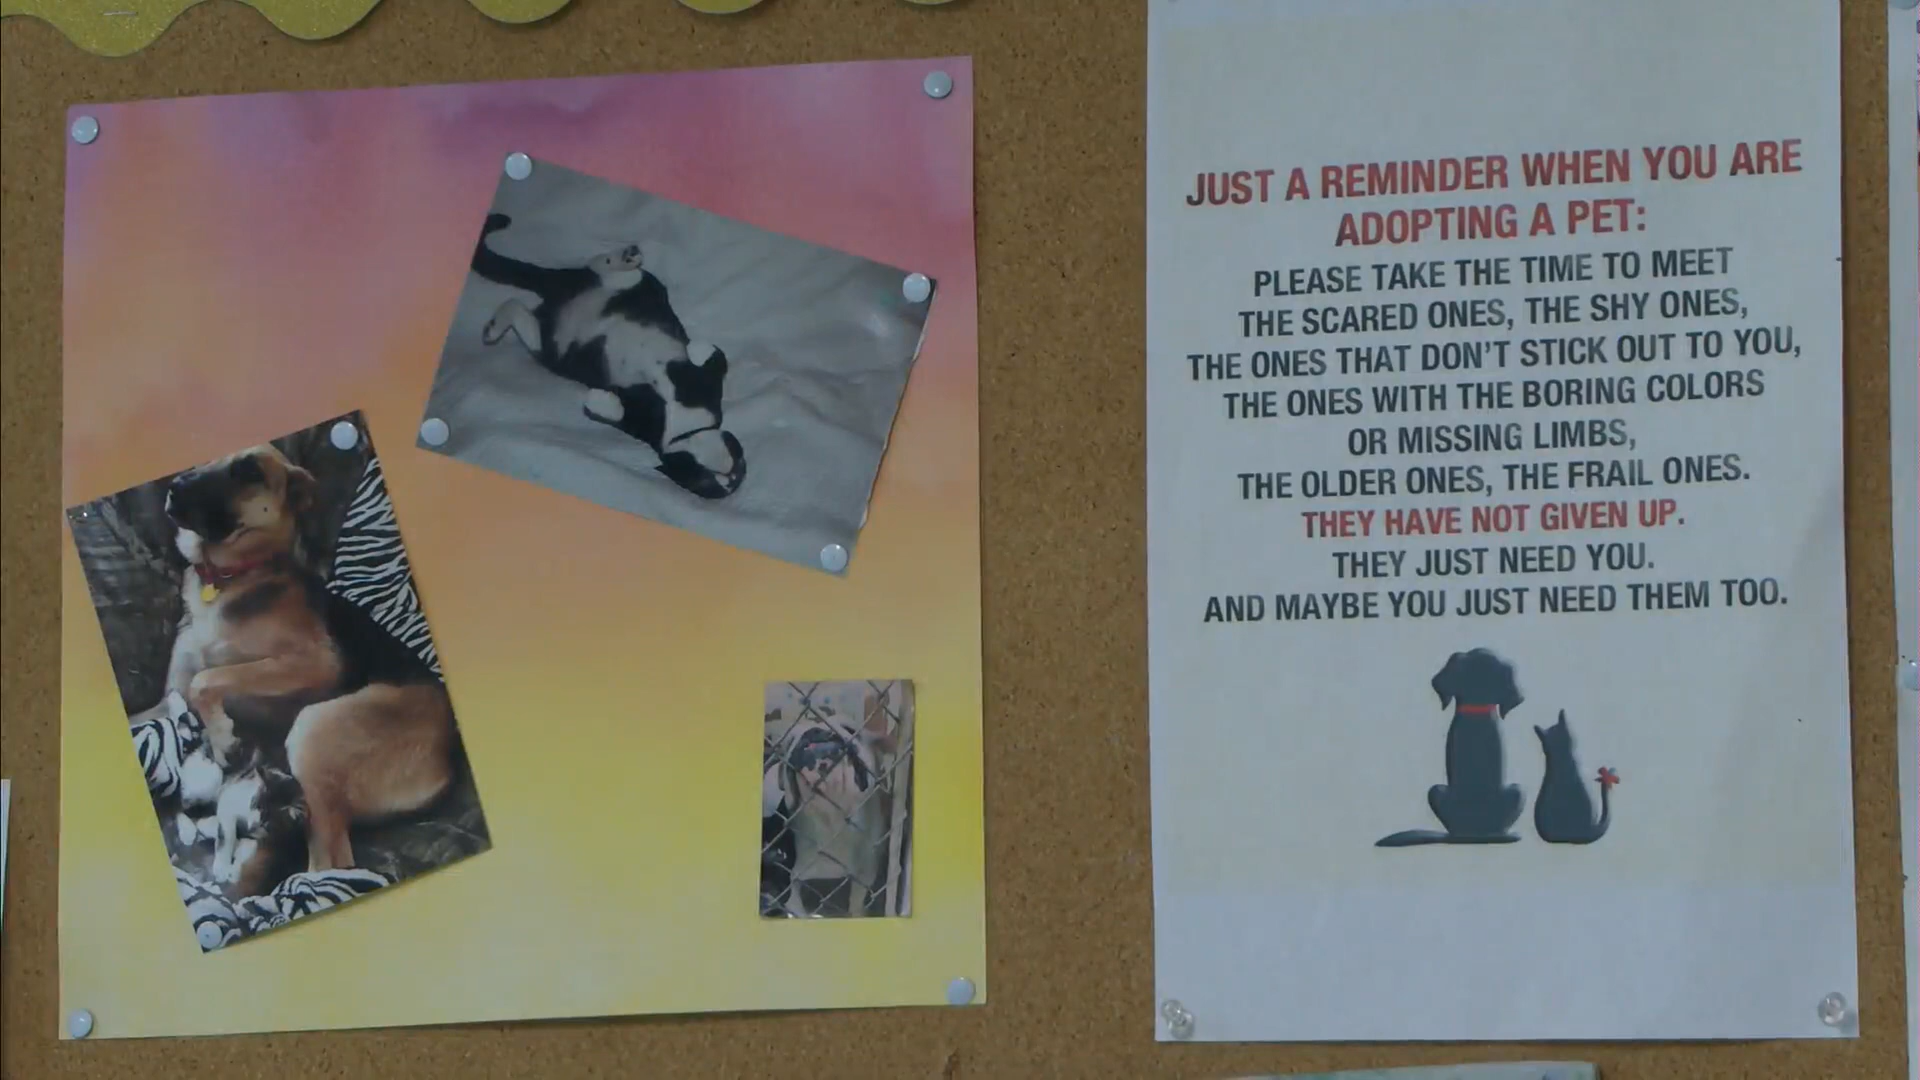 JUST A REMINDER WHEN YOU ARE
ADOPTING A PET:
PLEASE TAKE THE TIME TO MEET
THE SCARED ONES, THE SHY ONES,
THE ONES THAT DON'T STICK OUT TO YOU,
THE ONES WITH THE BORING COLORS
OR MISSING LIMBS,
THE OLDER ONES, THE FRAIL ONES.
THEY HAVE NOT GIVEN UP.
THEY JUST NEED YOU.
AND MAYBE YOU JUST NEED THEM TOO.